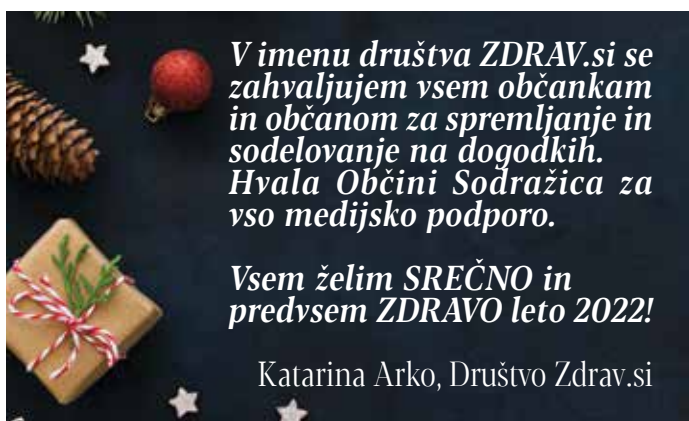 V imenu društva ZDRAV.si se
zahvaljujem vsem občankam
in občanom za spremljanje in
sodelovanje na dogodkih.
Hvala Občini Sodražica za
vso medijsko podporo.
Vsem želim SREČNO in
predvsem ZDRAVO leto 2022!
Katarina Arko, Društvo Zdrav.si